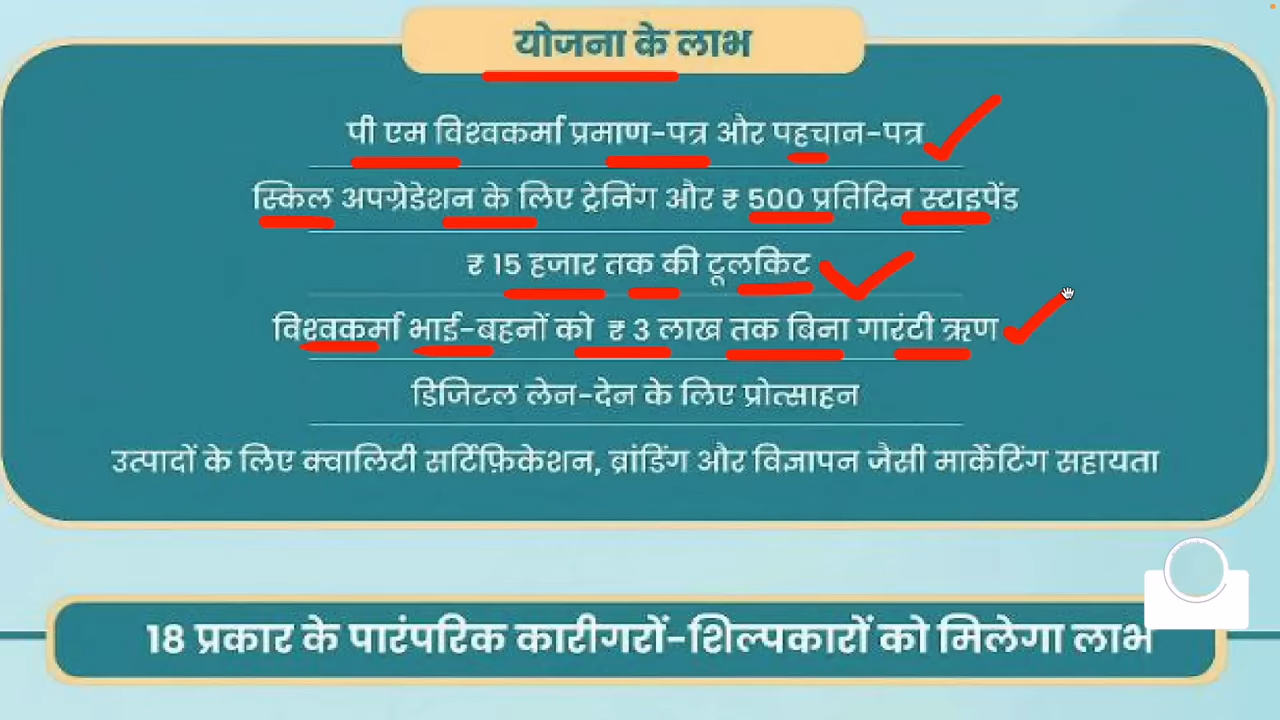 योजना के लाभ
पी एम विश्वकर्मा प्रमाण-पत्र और पहचान-पत्र
स्किल अपग्रेडेशन के लिए ट्रेनिंग और ₹ 500 प्रतिदिन स्टाइपेंड
₹ 15 हजार तक की टूलकिट
विश्वकर्मा भाई-बहनों को ₹ 3 लाख तक बिना गारंटी ऋण
डिजिटल लेन-देन के लिए प्रोत्साहन
उत्पादों के लिए क्वालिटी सर्टिफ़िकेशन, ब्रांडिंग और विज्ञापन जैसी मार्केटिंग सहायता
18 प्रकार के पारंपरिक कारीगरों-शिल्पकारों को मिलेगा लाभ